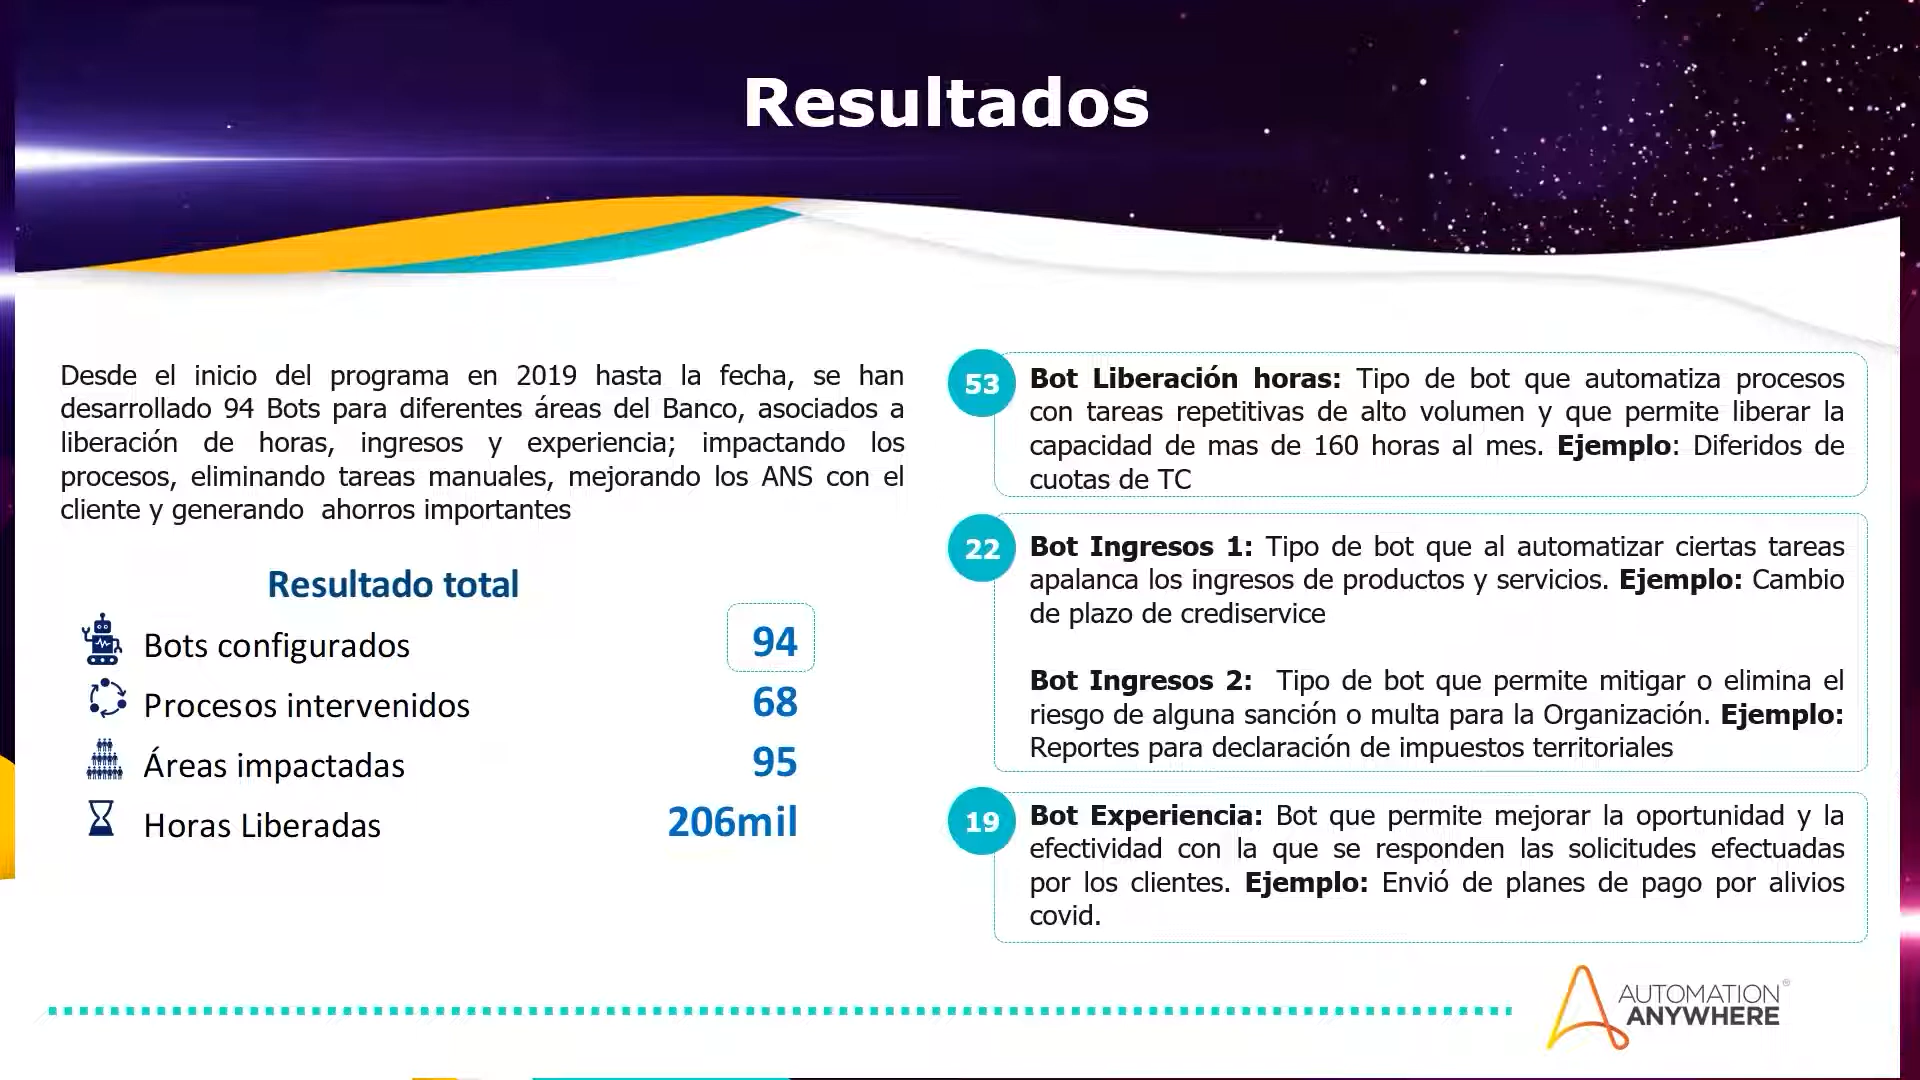 Resultados
Desde el inicio del programa en 2019 hasta la fecha, se han
desarrollado 94 Bots para diferentes áreas del Banco, asociados a
liberación de horas, ingresos y experiencia; impactando los
procesos, eliminando tareas manuales, mejorando los ANS con el
cliente y generando ahorros importantes
Resultado total
Bots configurados 94
Procesos intervenidos 68
Áreas impactadas 95
Horas Liberadas 206mil
53
Bot Liberación horas: Tipo de bot que automatiza procesos
con tareas repetitivas de alto volumen y que permite liberar la
capacidad de mas de 160 horas al mes. Ejemplo: Diferidos de
cuotas de TC
22
Bot Ingresos 1: Tipo de bot que al automatizar ciertas tareas
apalanca los ingresos de productos y servicios. Ejemplo: Cambio
de plazo de crediservice
Bot Ingresos 2: Tipo de bot que permite mitigar o elimina el
riesgo de alguna sanción o multa para la Organización. Ejemplo:
Reportes para declaración de impuestos territoriales
19
Bot Experiencia: Bot que permite mejorar la oportunidad y la
efectividad con la que se responden las solicitudes efectuadas
por los clientes. Ejemplo: Envió de planes de pago por alivios
covid.
AUTOMATION®
ANYWHERE